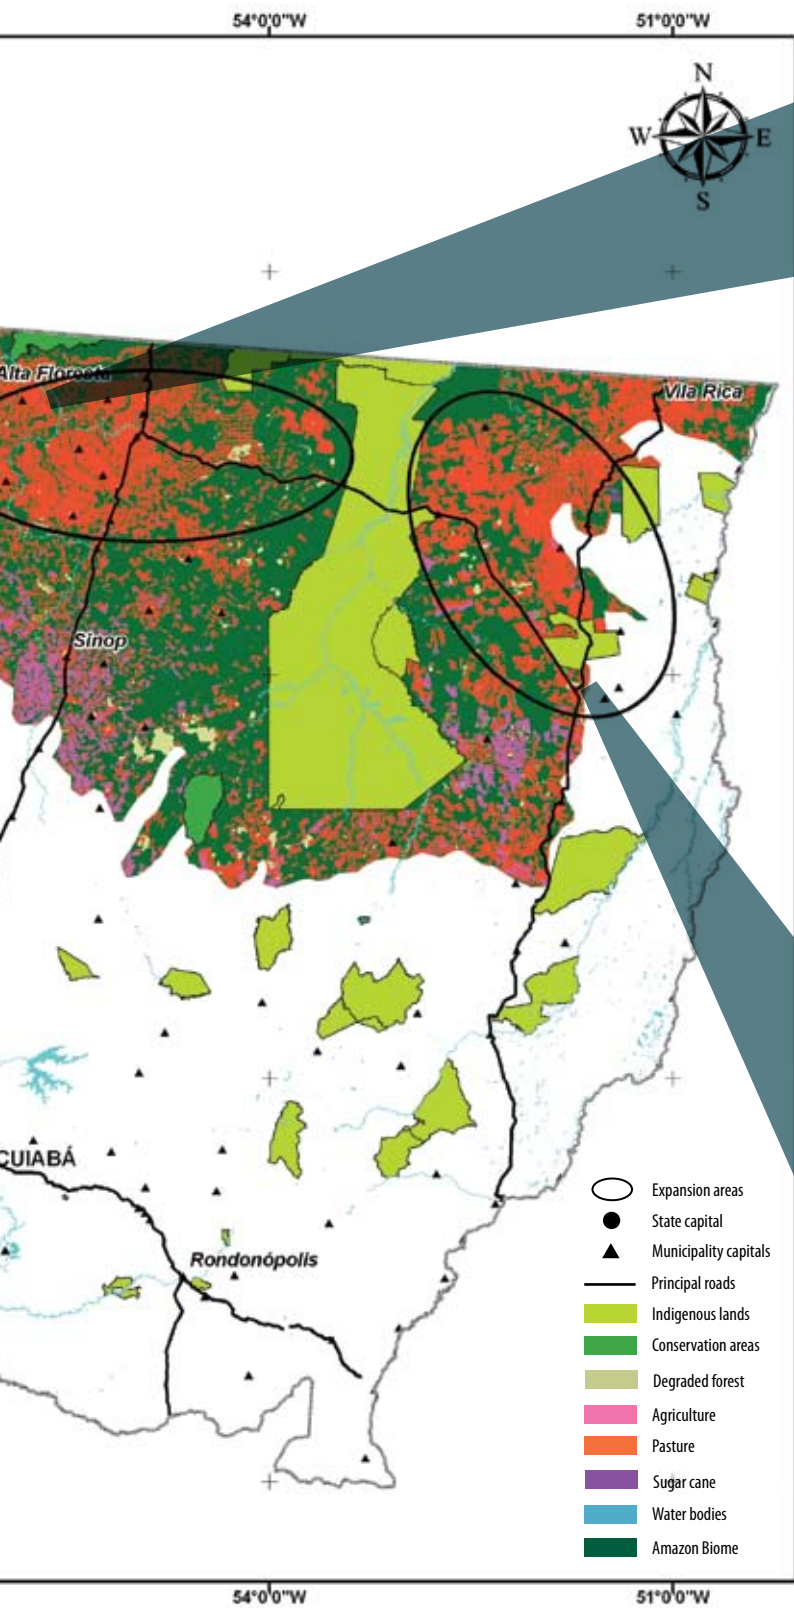 54°0'0"W
51°0'0"W
N
W
E
S
Alta Floresta
Vila Rica
Sinop
CUIABÁ
Rondonópolis
Expansion areas
State capital
Municipality capitals
Principal roads
Indigenous lands
Conservation areas
Degraded forest
Agriculture
Pasture
Sugar cane
Water bodies
Amazon Biome
54°0'0"W
51°0'0"W